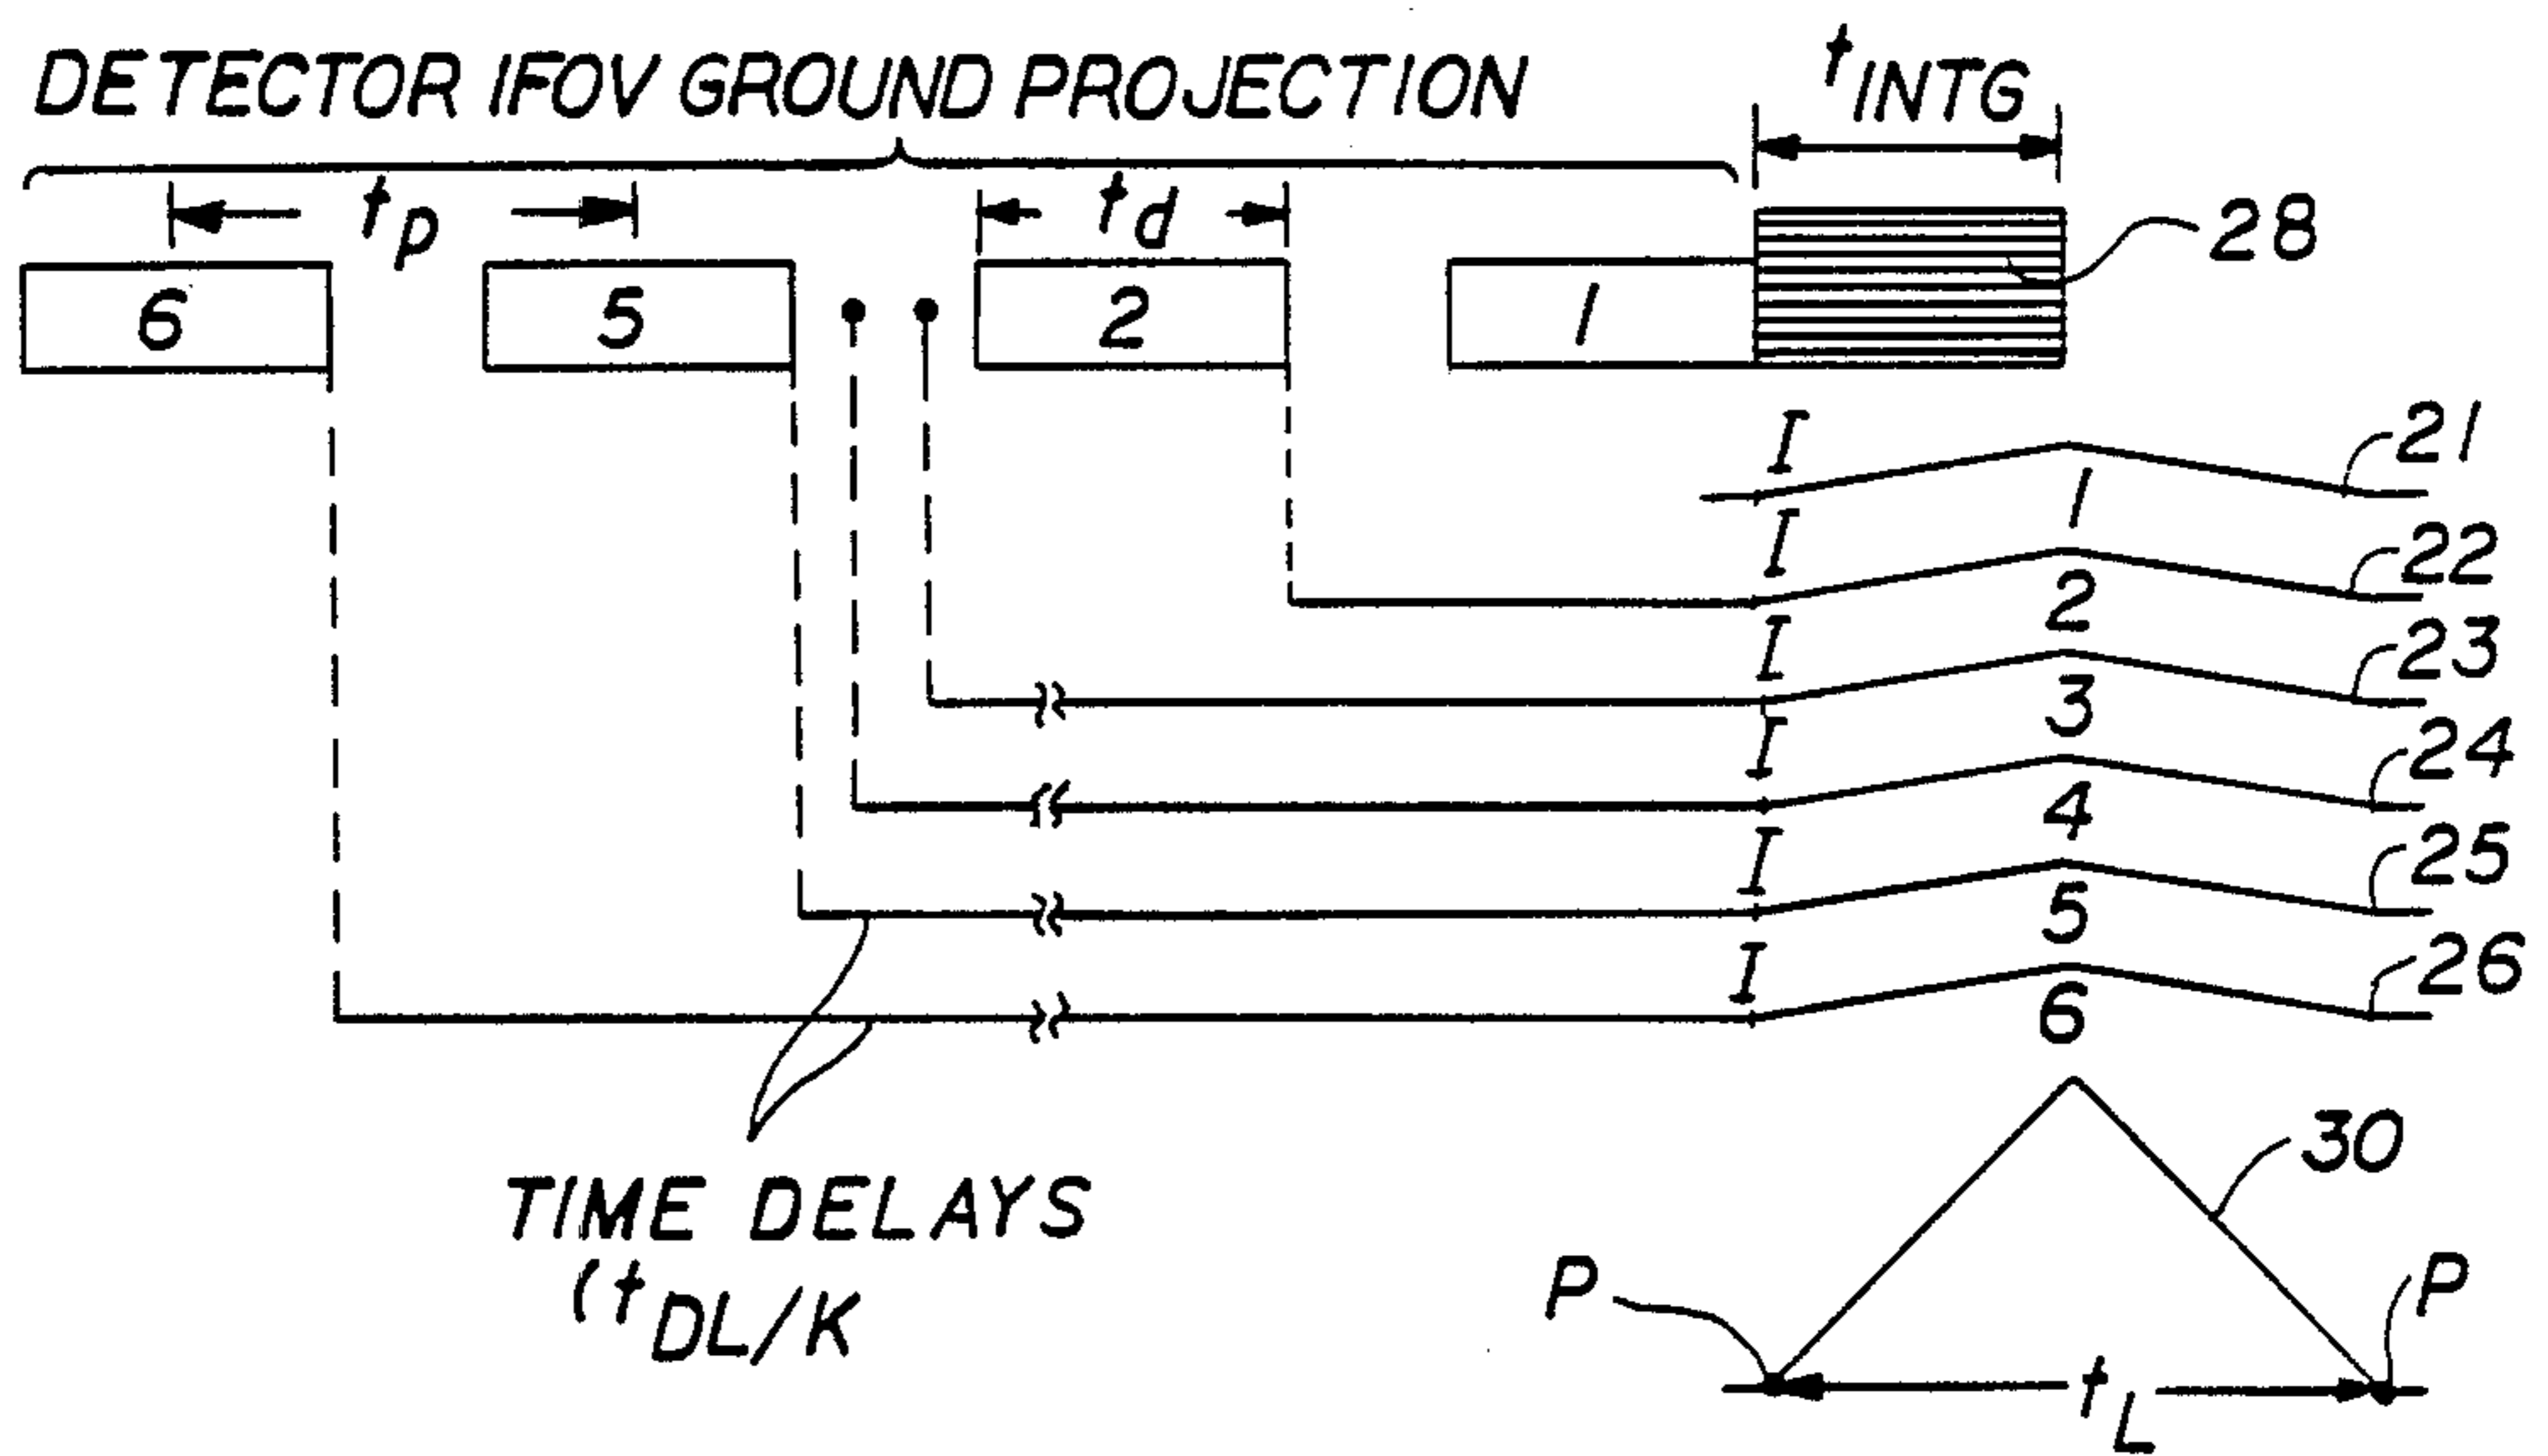 DETECTOR IFOV GROUND PROJECTION
tINTG
tp
td
28
6
5
2
1
I
21
1
I
22
2
I
23
3
I
24
4
I
25
5
I
26
6
30
TIME DELAYS
(tDL/K
P
P
tL